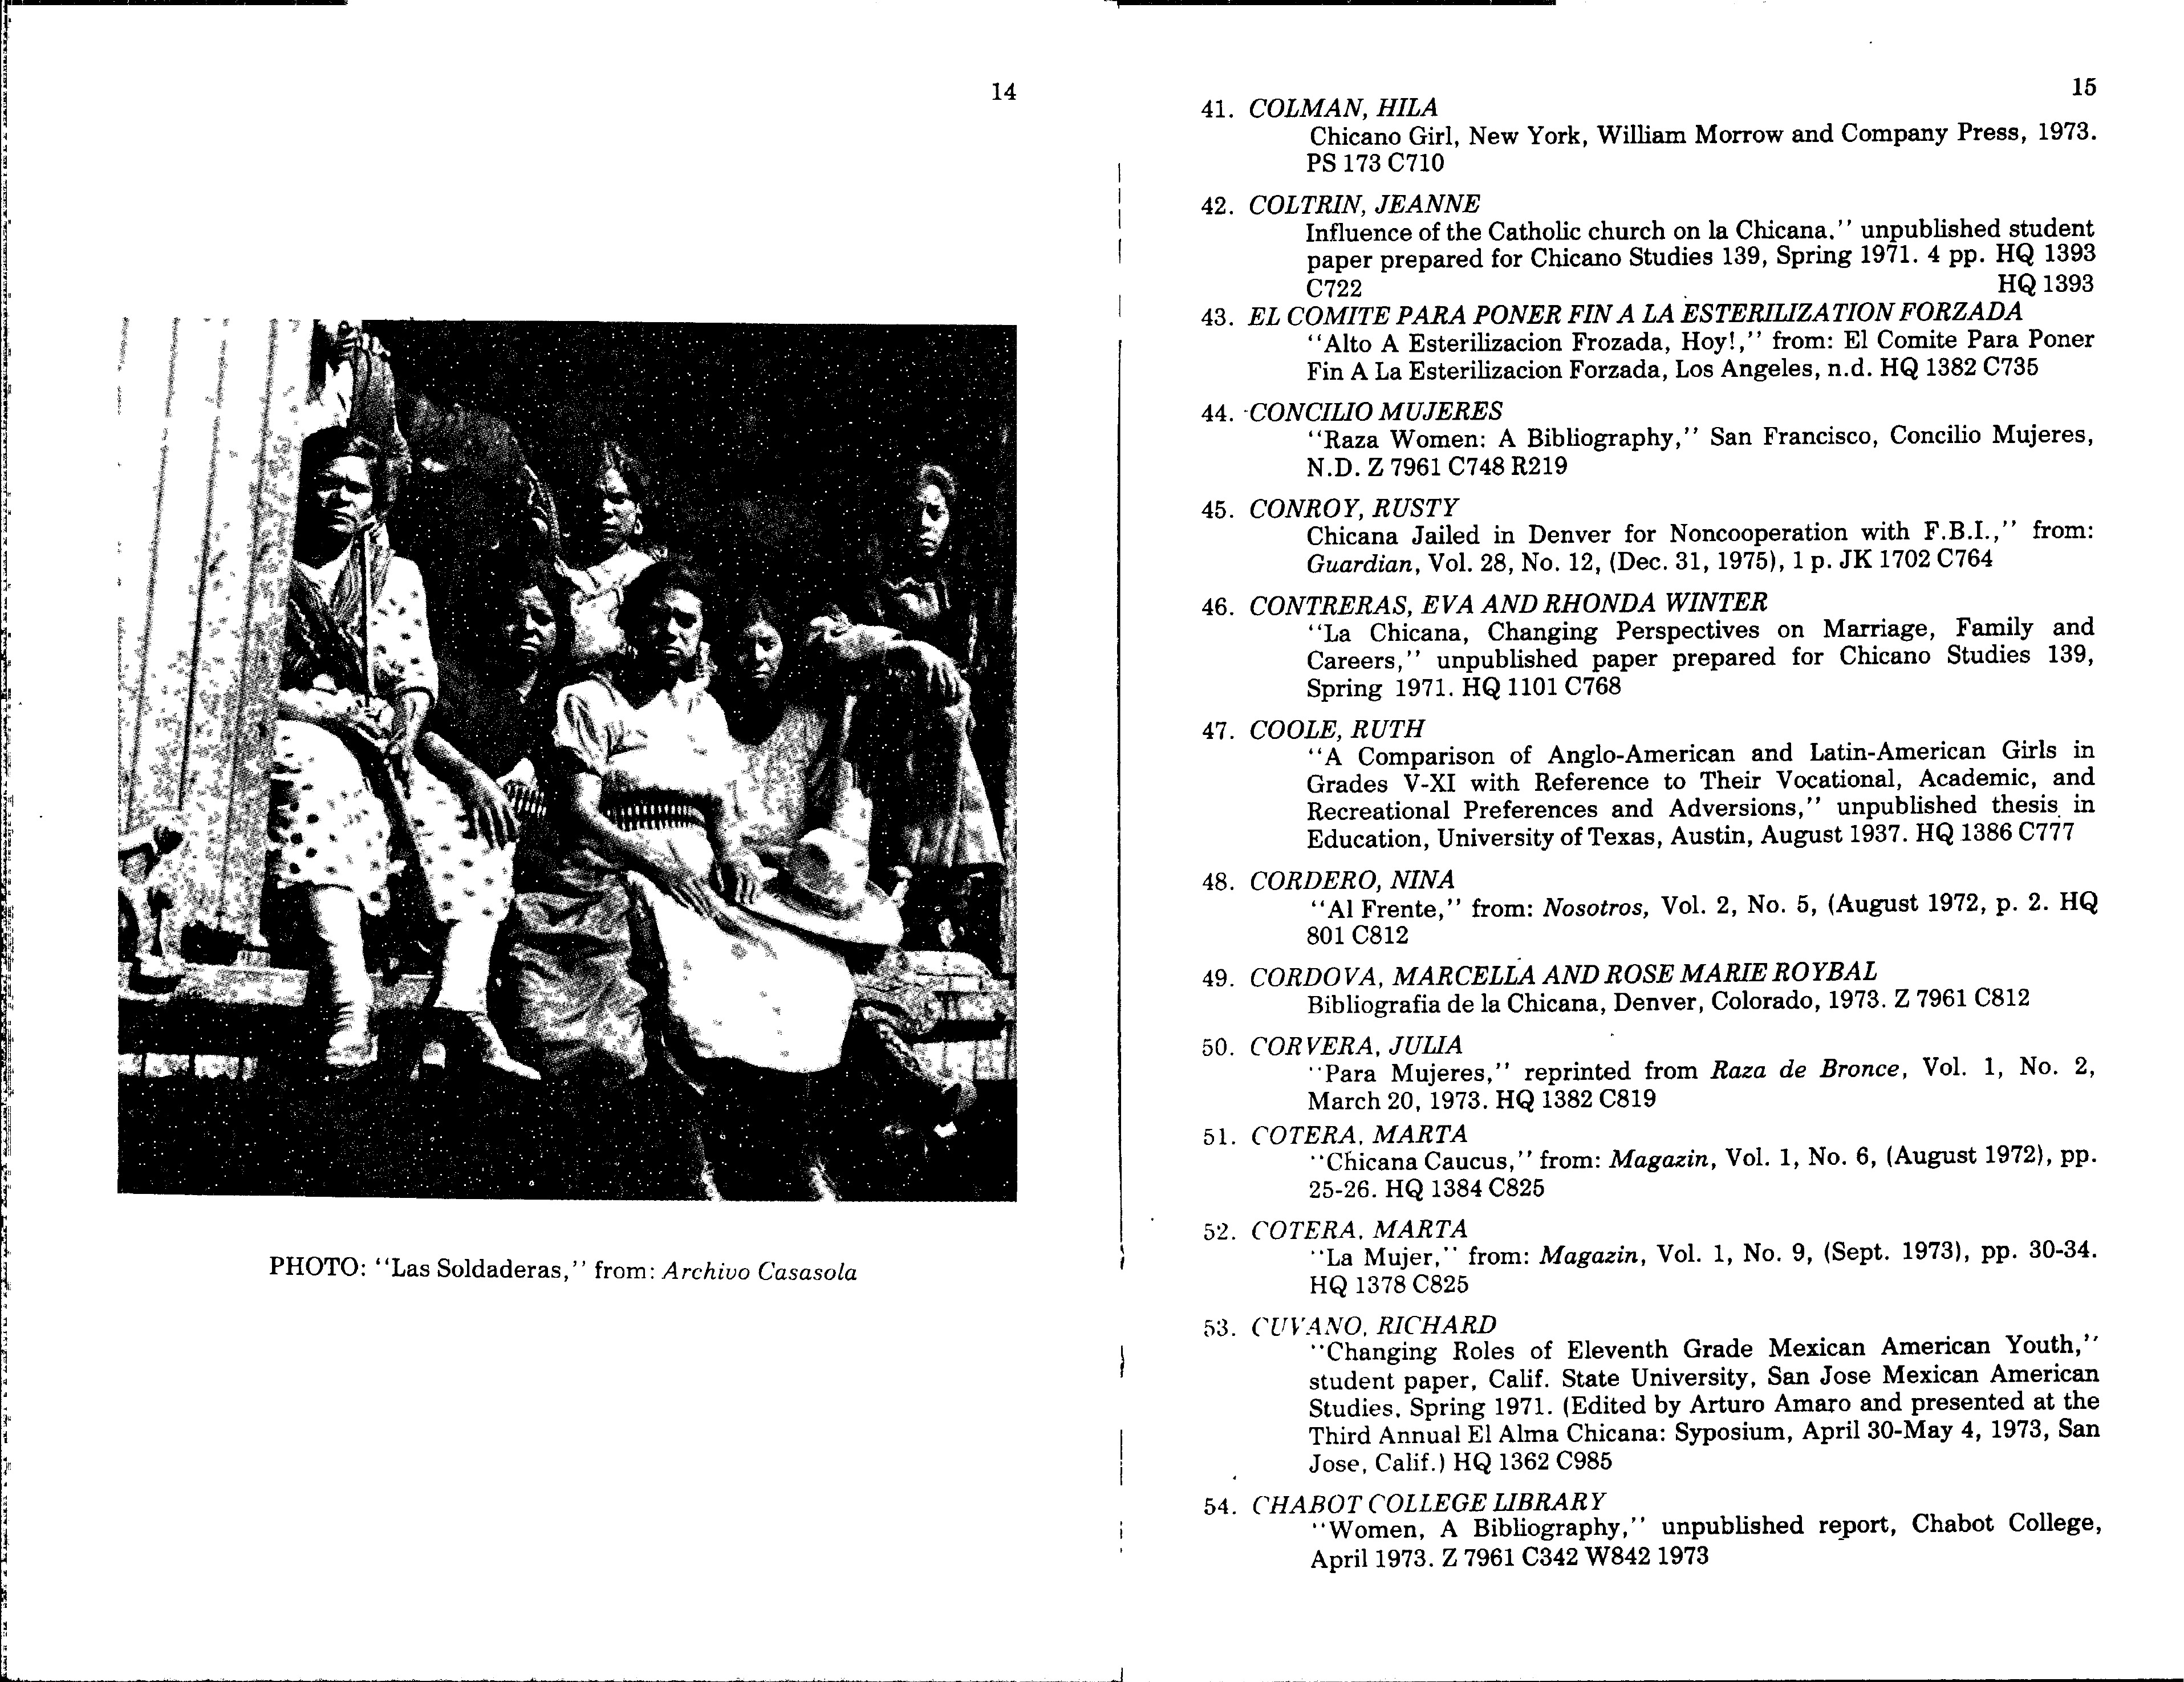 14
PHOTO: “Las Soldaderas,” from: Archivo Casasola
15
41. COLMAN, HILA
Chicano Girl, New York, William Morrow and Company Press, 1973.
PS 173 C710
42. COLTRIN, JEANNE
Influence of the Catholic church on la Chicana.” unpublished student
paper prepared for Chicano Studies 139, Spring 1971. 4 pp. HQ 1393
C722 HQ 1393
43. EL COMITE PARA PONER FIN A LA ESTERILIZATION FORZADA
“Alto A Esterilizacion Frozada, Hoy!,” from: El Comite Para Poner
Fin A La Esterilizacion Forzada, Los Angeles, n.d. HQ 1382 C735
44. CONCILIO MUJERES
“Raza Women: A Bibliography,” San Francisco, Concilio Mujeres,
N.D. Z 7961 C748 R219
45. CONROY, RUSTY
Chicana Jailed in Denver for Noncooperation with F.B.I.,” from:
Guardian, Vol. 28, No. 12, (Dec. 31, 1975), 1 p. JK 1702 C764
46. CONTRERAS, EVA AND RHONDA WINTER
“La Chicana, Changing Perspectives on Marriage, Family and
Careers,” unpublished paper prepared for Chicano Studies 139,
Spring 1971. HQ 1101 C768
47. COOLE, RUTH
“A Comparison of Anglo-American and Latin-American Girls in
Grades V-XI with Reference to Their Vocational, Academic, and
Recreational Preferences and Adversions,” unpublished thesis in
Education, University of Texas, Austin, August 1937. HQ 1386 C777
48. CORDERO, NINA
“Al Frente,” from: Nosotros, Vol. 2, No. 5, (August 1972, p. 2. HQ
801 C812
49. CORDOVA, MARCELLA AND ROSE MARIE ROYBAL
Bibliografia de la Chicana, Denver, Colorado, 1973. Z 7961 C812
50. CORVERA, JULIA
“Para Mujeres,” reprinted from Raza de Bronce, Vol. 1, No. 2,
March 20, 1973. HQ 1382 C819
51. COTERA, MARTA
“Chicana Caucus,” from: Magazin, Vol. 1, No. 6, (August 1972), pp.
25-26. HQ 1384 C825
52. COTERA, MARTA
“La Mujer,” from: Magazin, Vol. 1, No. 9, (Sept. 1973), pp. 30-34.
HQ 1378 C825
53. CUVANO, RICHARD
“Changing Roles of Eleventh Grade Mexican American Youth,”
student paper, Calif. State University, San Jose Mexican American
Studies, Spring 1971. (Edited by Arturo Amaro and presented at the
Third Annual El Alma Chicana: Syposium, April 30-May 4, 1973, San
Jose, Calif.) HQ 1362 C985
54. CHABOT COLLEGE LIBRARY
“Women, A Bibliography,” unpublished report, Chabot College,
April 1973. Z 7961 C342 W842 1973